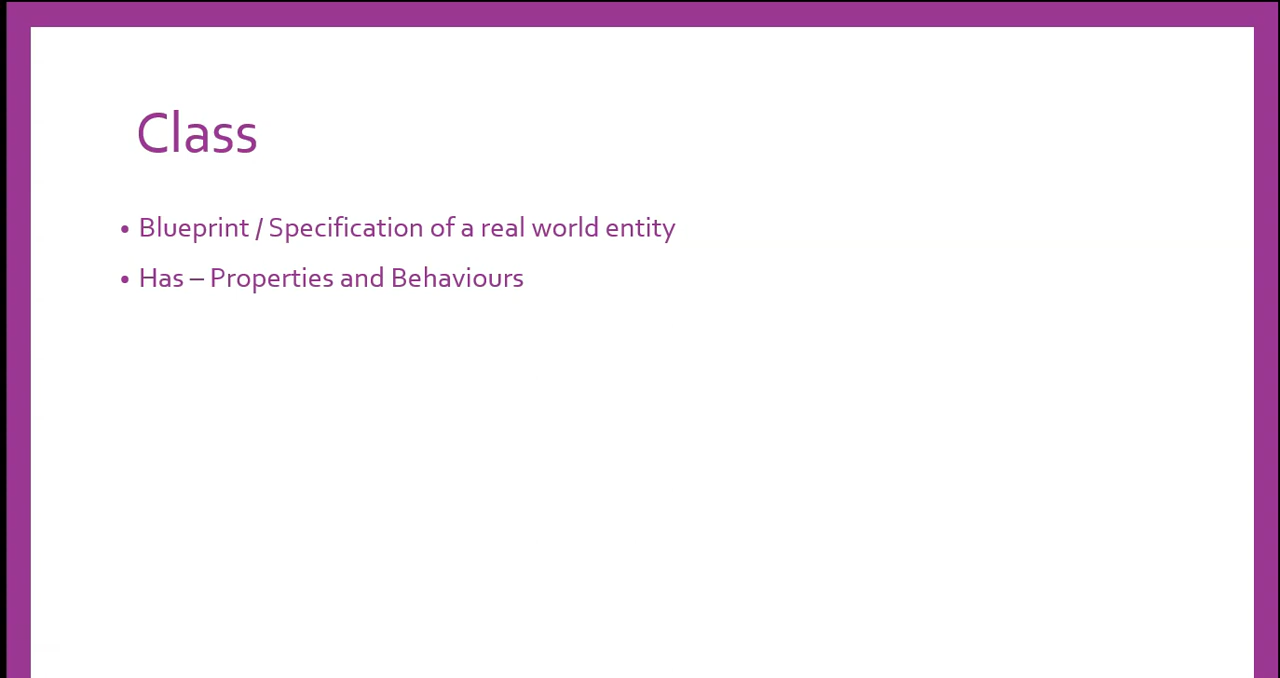 Class
• Blueprint / Specification of a real world entity
• Has – Properties and Behaviours